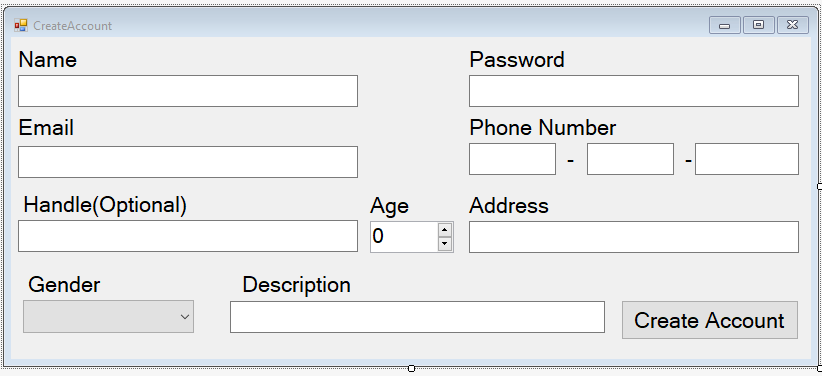 CreateAccount
Name
Password
Email
Phone Number
- -
Handle(Optional)
Age
Address
0
Gender
Description
Create Account